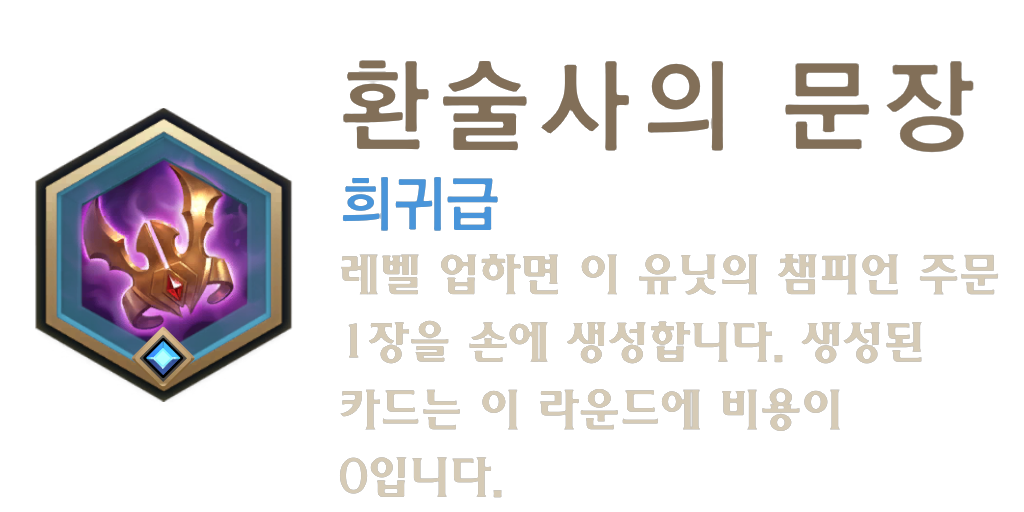 환술사의 문장
희귀급
레벨 업하면 이 유닛의 챔피언 주문
1장을 손에 생성합니다. 생성된
카드는 이 라운드에 비용이
0입니다.